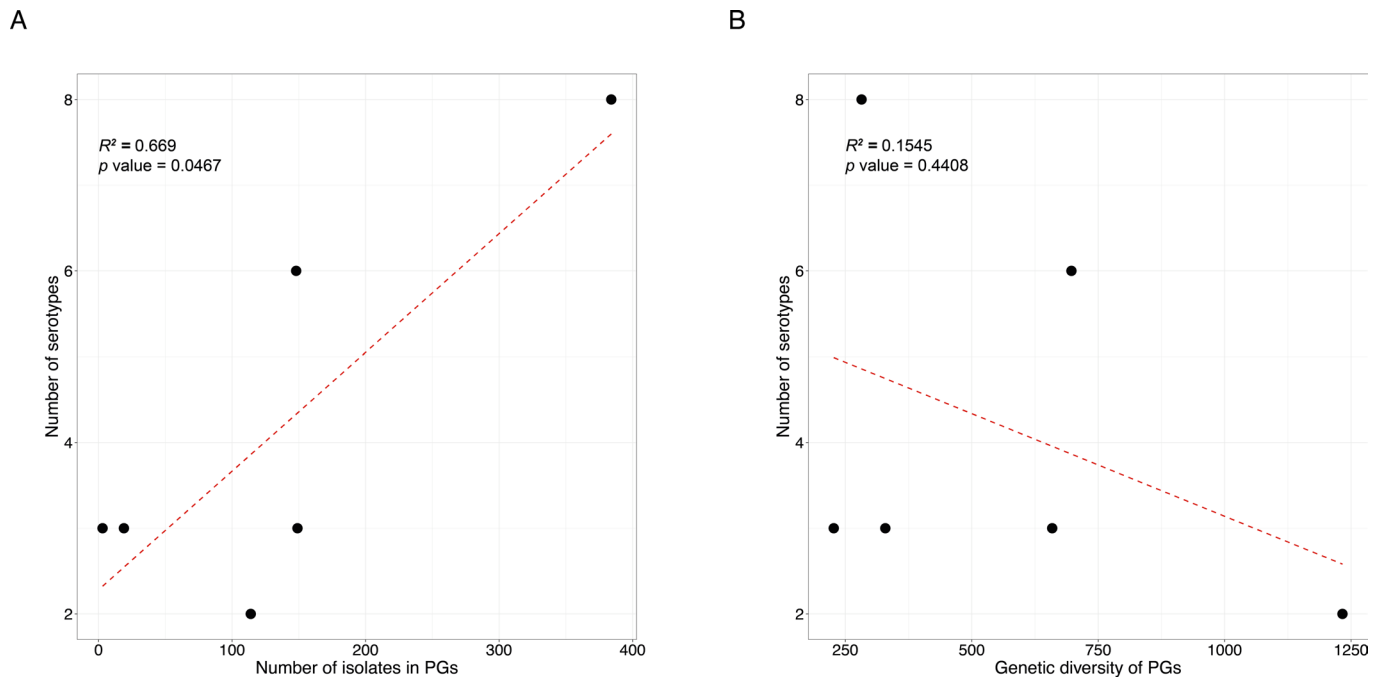 A
R² = 0.669
p value = 0.0467
Number of serotypes
8
6
4
2
0
100
200
300
400
Number of isolates in PGs
B
R² = 0.1545
p value = 0.4408
Number of serotypes
8
6
4
2
250
500
750
1000
1250
Genetic diversity of PGs